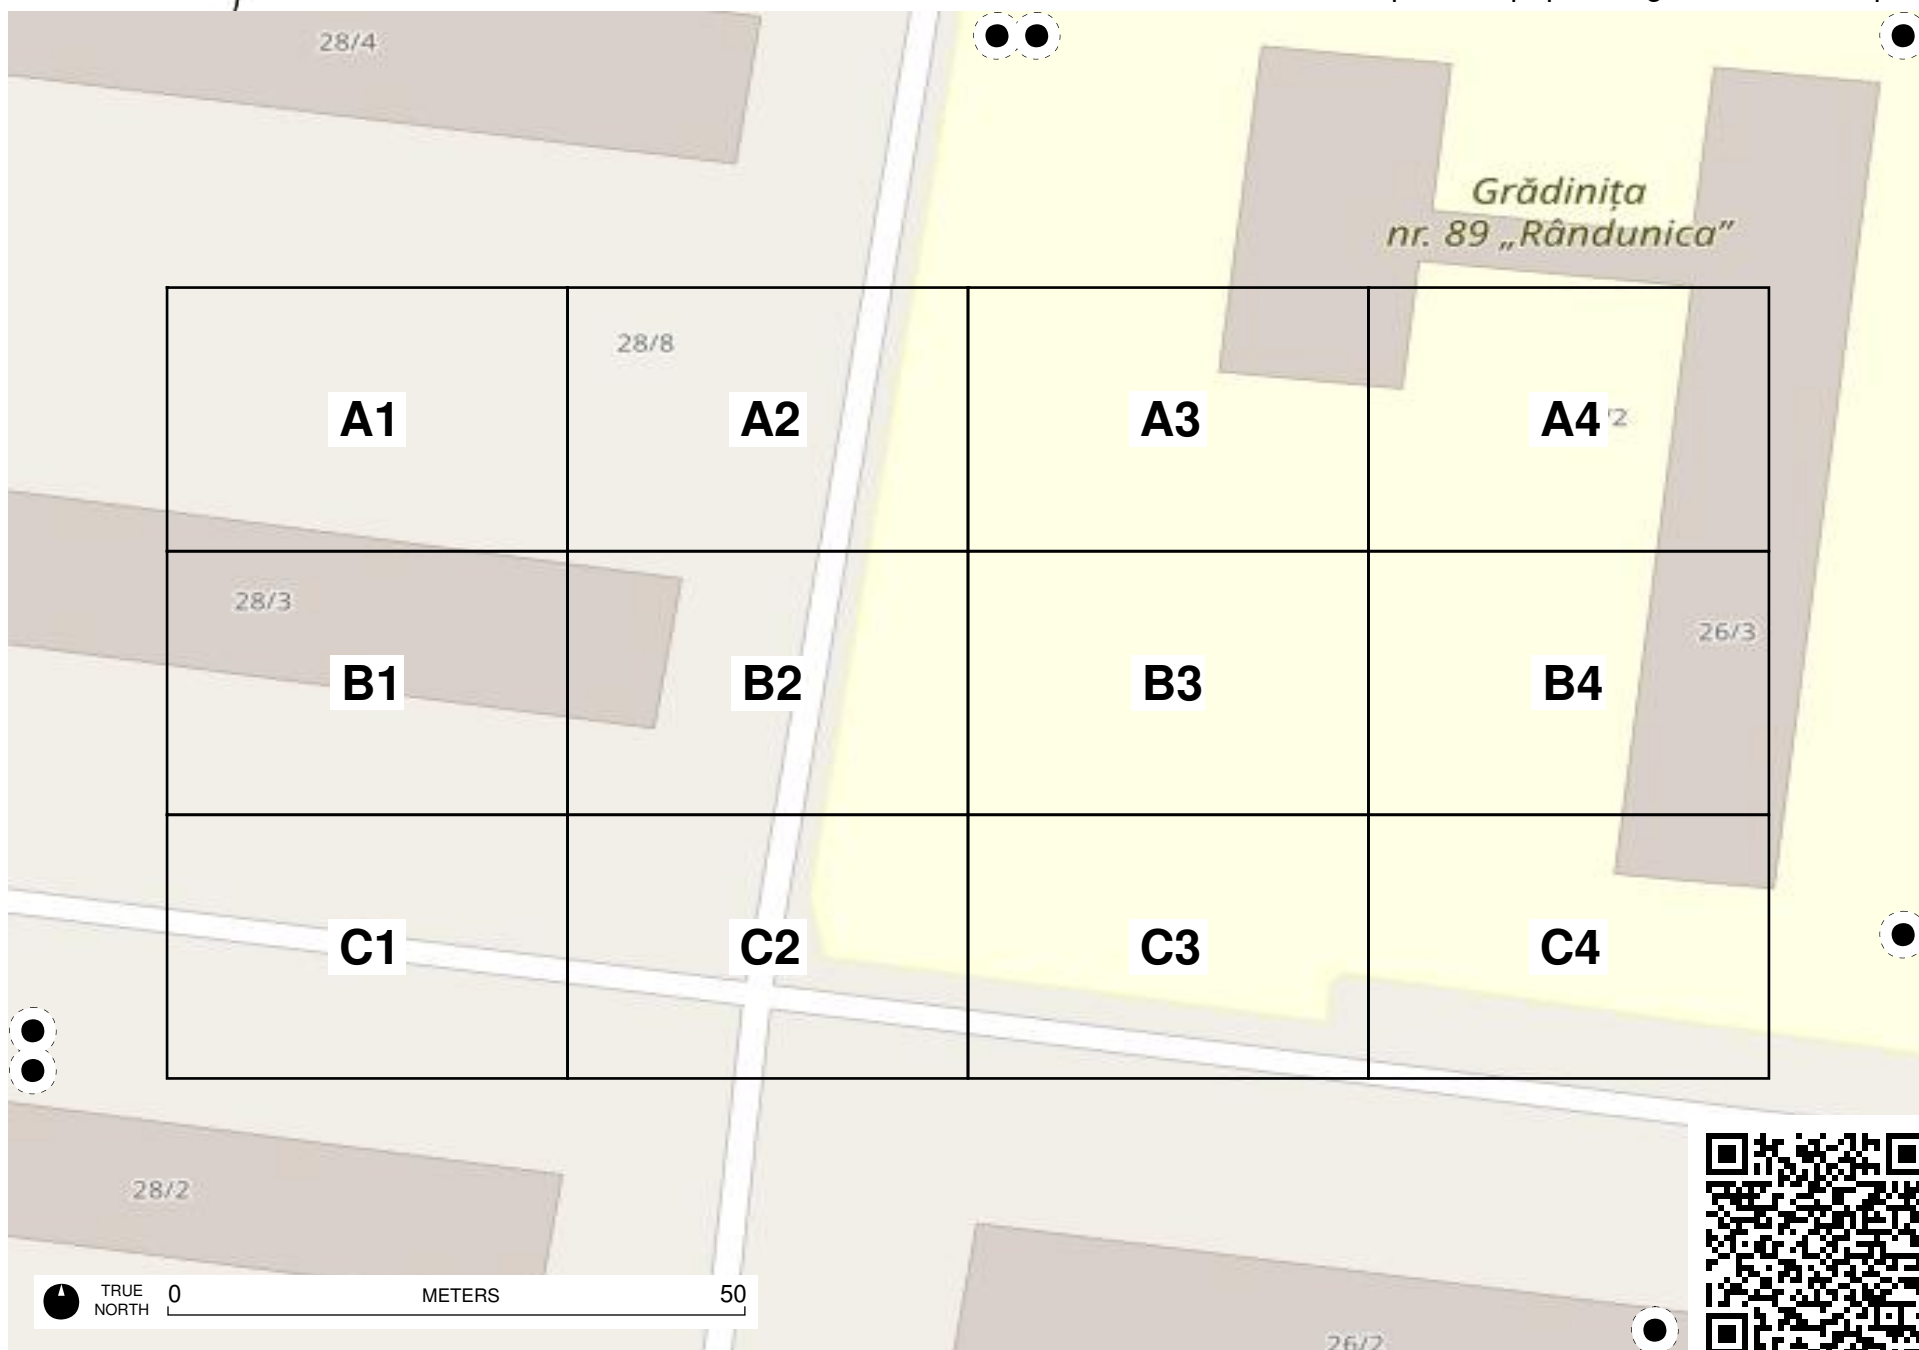 28/4
Grădinița
nr. 89 „Rândunica”
28/8
A1
A2
A3
A4
/2
28/3
26/3
B1
B2
B3
B4
C1
C2
C3
C4
28/2
TRUE
NORTH
0
METERS
50
26/2